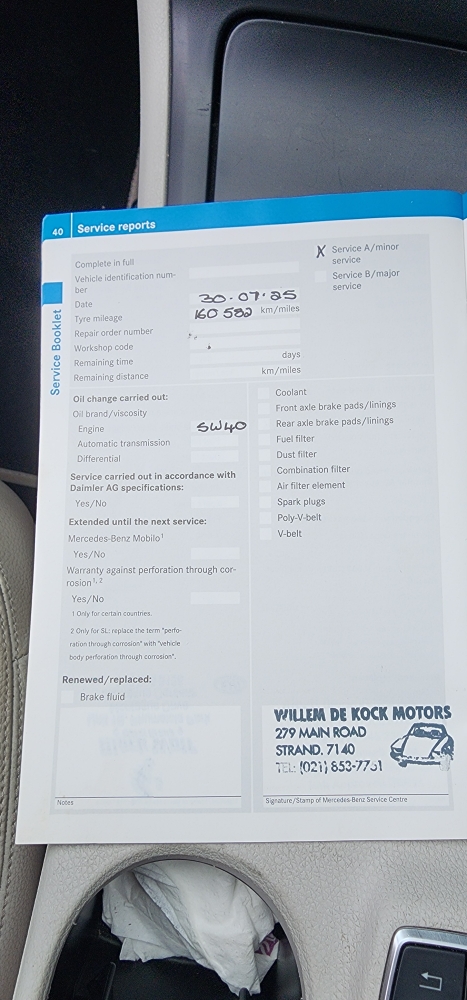 40 Service reports
Service Booklet
Complete in full
X Service A/minor
service
Vehicle identification num-
ber
Service B/major
service
Date 30·07·25
Tyre mileage 160 582 km/miles
Repair order number
Workshop code
Remaining time days
Remaining distance km/miles
Oil change carried out:
Oil brand/viscosity
Engine 5W40
Automatic transmission
Differential
Service carried out in accordance with
Daimler AG specifications:
Yes/No
Extended until the next service:
Mercedes-Benz Mobilo¹
Yes/No
Warranty against perforation through cor-
rosion¹, ²
Yes/No
1 Only for certain countries.
2 Only for SL: replace the term "perfo-
ration through corrosion" with "vehicle
body perforation through corrosion".
Renewed/replaced:
Brake fluid
Coolant
Front axle brake pads/linings
Rear axle brake pads/linings
Fuel filter
Dust filter
Combination filter
Air filter element
Spark plugs
Poly-V-belt
V-belt
WILLEM DE KOCK MOTORS
279 MAIN ROAD
STRAND. 7140
TEL: (021) 853-7731
Notes
Signature/Stamp of Mercedes-Benz Service Centre